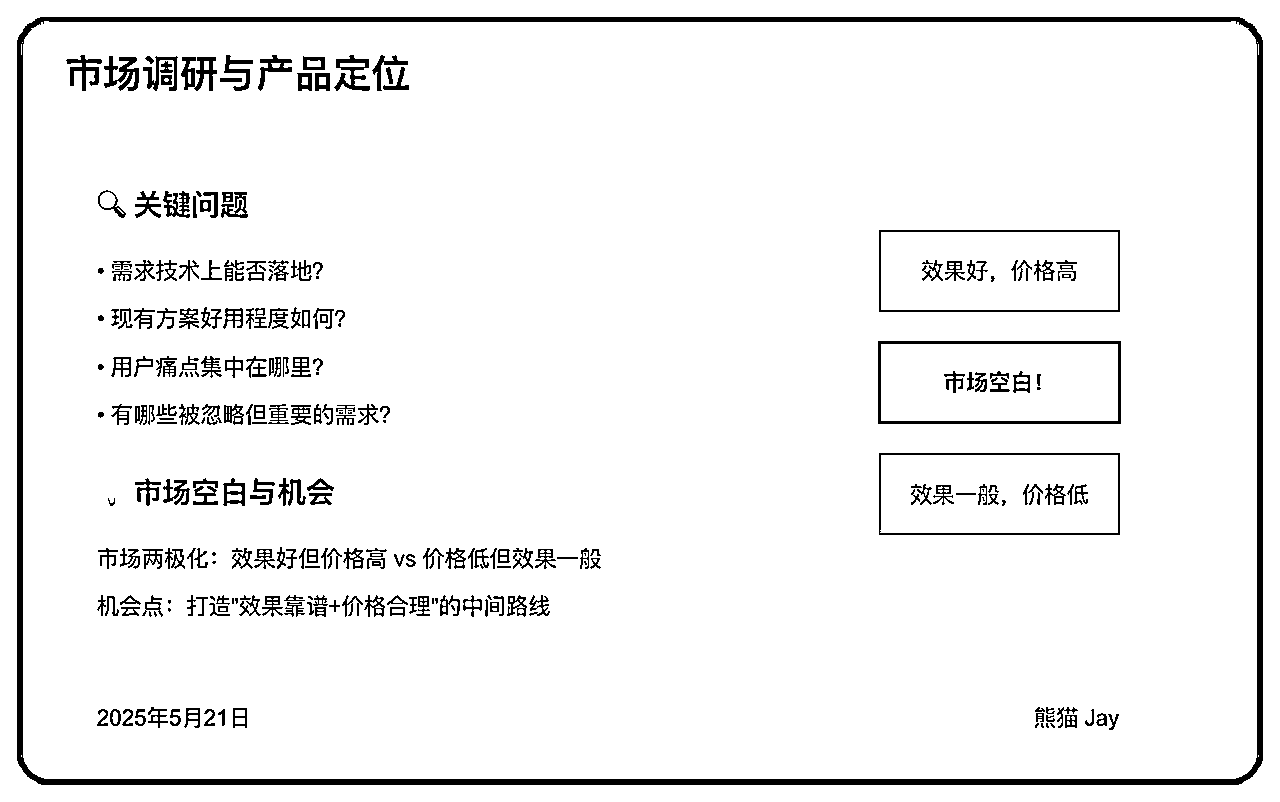 市场调研与产品定位
🔍 关键问题
• 需求技术上能否落地?
• 现有方案好用程度如何?
• 用户痛点集中在哪里?
• 有哪些被忽略但重要的需求?
市场空白与机会
市场两极化：效果好但价格高 vs 价格低但效果一般
机会点：打造"效果靠谱+价格合理"的中间路线
效果好，价格高
市场空白！
效果一般，价格低
2025年5月21日
熊猫 Jay